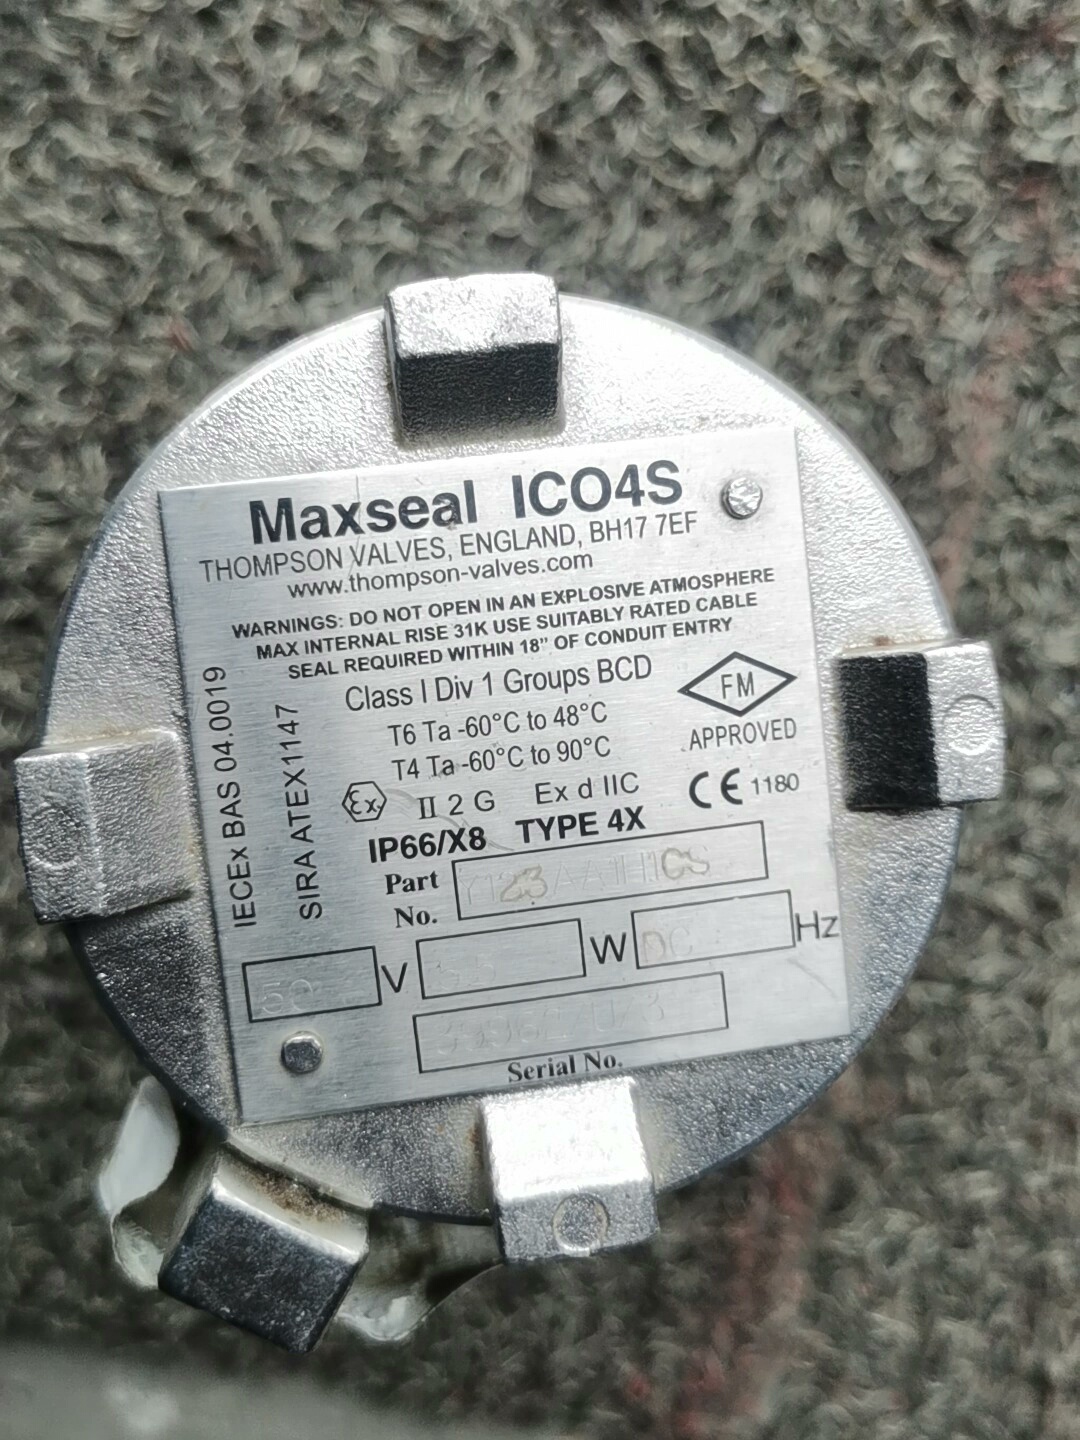 Maxseal ICO4S
THOMPSON VALVES, ENGLAND, BH17 7EF
www.thompson-valves.com
WARNINGS: DO NOT OPEN IN AN EXPLOSIVE ATMOSPHERE
MAX INTERNAL RISE 31K USE SUITABLY RATED CABLE
SEAL REQUIRED WITHIN 18" OF CONDUIT ENTRY
Class I Div 1 Groups BCD
T6 Ta -60°C to 48°C
T4 Ta -60°C to 90°C
FM
APPROVED
Ex II 2 G Ex d IIC
CE 1180
IP66/X8 TYPE 4X
IECEx BAS 04.0019
SIRA ATEX1147
Part
No.
V
W DC Hz
Serial No.